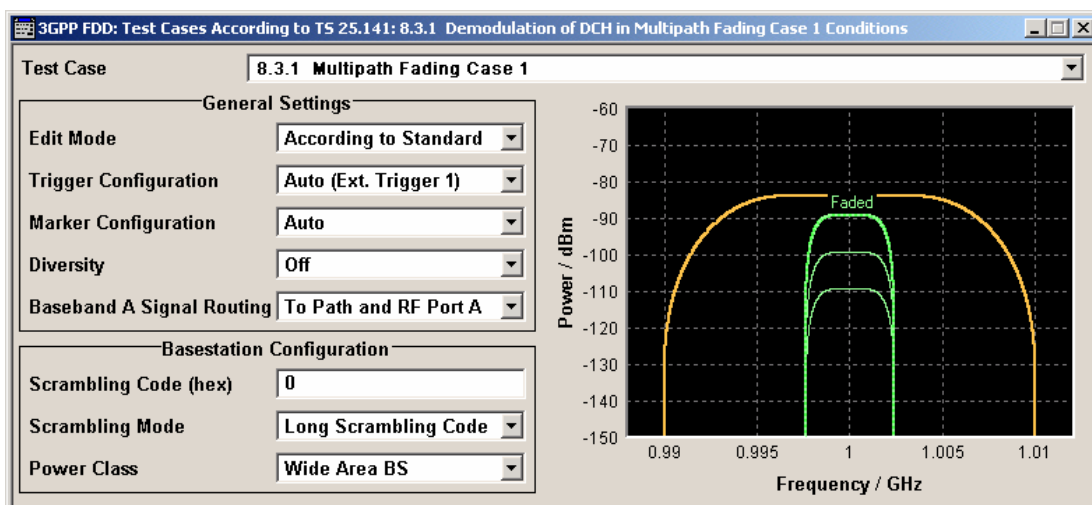 3GPP FDD: Test Cases According to TS 25.141: 8.3.1 Demodulation of DCH in Multipath Fading Case 1 Conditions
Test Case
8.3.1 Multipath Fading Case 1
General Settings
Edit Mode
According to Standard
Trigger Configuration
Auto (Ext. Trigger 1)
Marker Configuration
Auto
Diversity
Off
Baseband A Signal Routing
To Path and RF Port A
Basestation Configuration
Scrambling Code (hex)
0
Scrambling Mode
Long Scrambling Code
Power Class
Wide Area BS
Power / dBm
-60
-70
-80
-90
-100
-110
-120
-130
-140
-150
Faded
0.99
0.995
1
1.005
1.01
Frequency / GHz